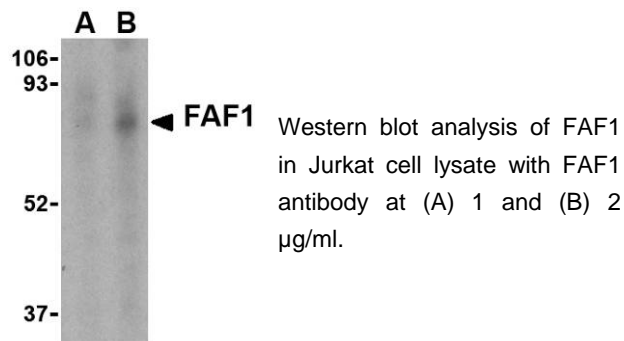 A B
106-
93-
FAF1
52-
37-
Western blot analysis of FAF1
in Jurkat cell lysate with FAF1
antibody at (A) 1 and (B) 2
µg/ml.